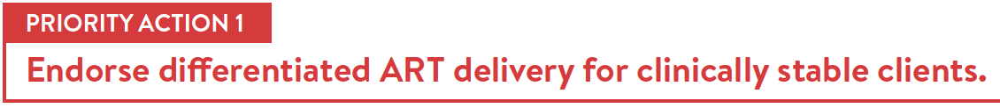 PRIORITY ACTION 1
Endorse differentiated ART delivery for clinically stable clients.